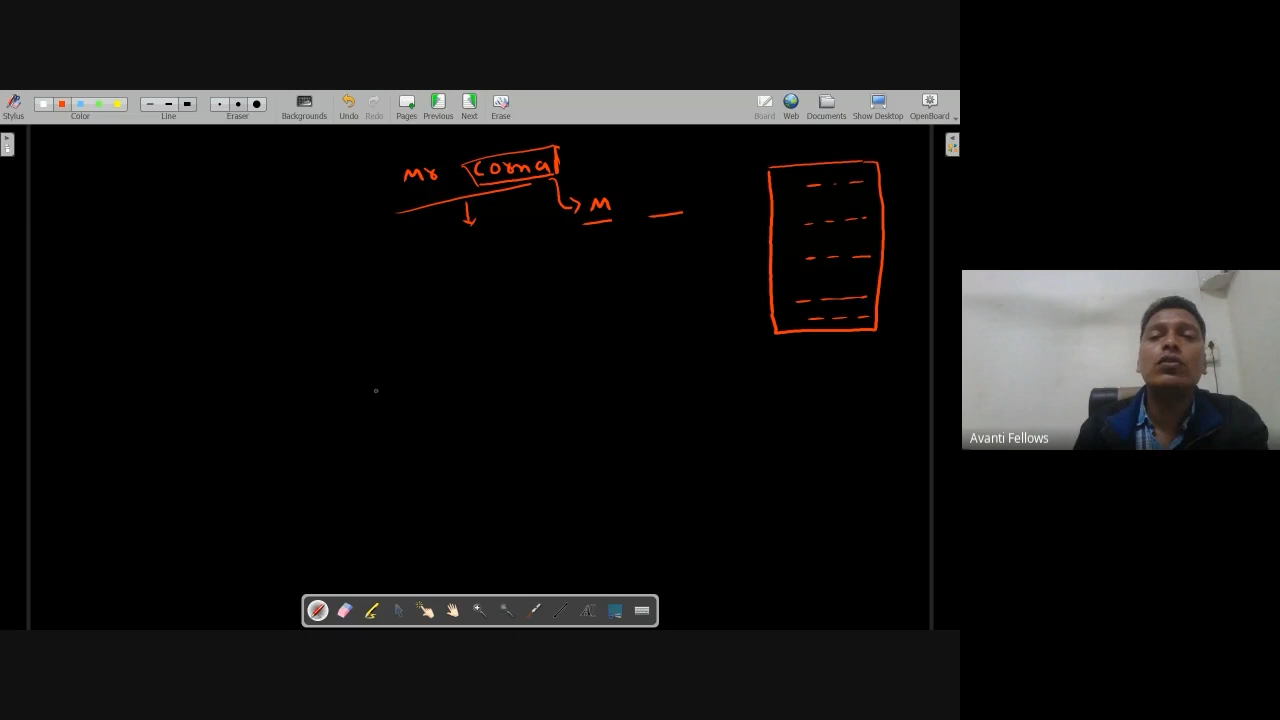 Stylus
Color
Line
Eraser
Backgrounds
Undo
Redo
Pages
Previous
Next
Erase
Board
Web
Documents
Show Desktop
OpenBoard
Mr Corna
M
Avanti Fellows